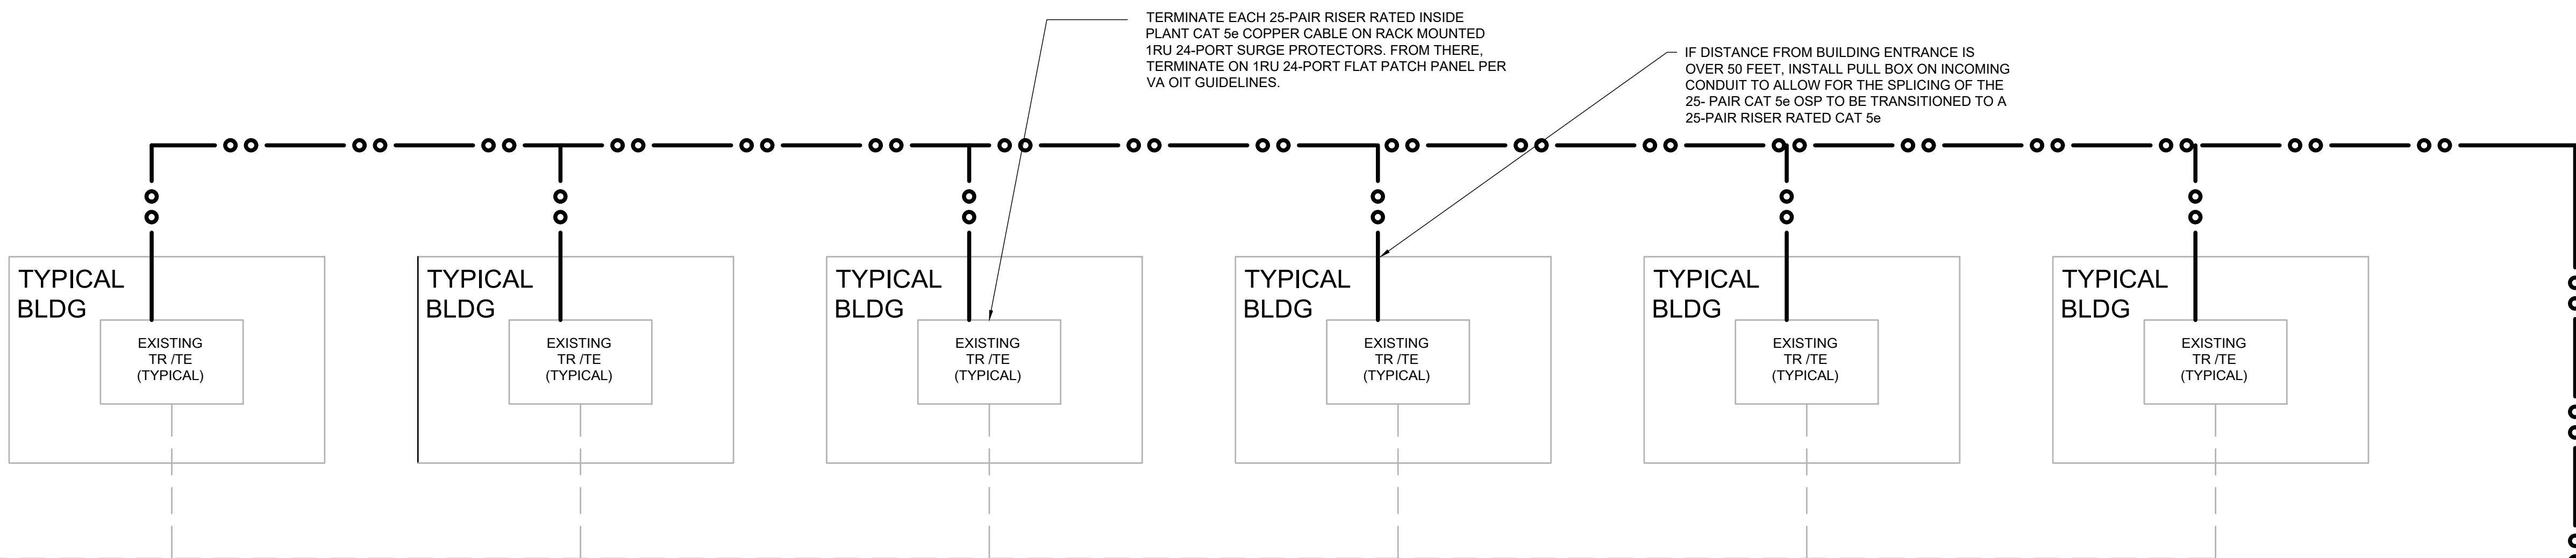 TERMINATE EACH 25-PAIR RISER RATED INSIDE
PLANT CAT 5e COPPER CABLE ON RACK MOUNTED
1RU 24-PORT SURGE PROTECTORS. FROM THERE,
TERMINATE ON 1RU 24-PORT FLAT PATCH PANEL PER
VA OIT GUIDELINES.
IF DISTANCE FROM BUILDING ENTRANCE IS
OVER 50 FEET, INSTALL PULL BOX ON INCOMING
CONDUIT TO ALLOW FOR THE SPLICING OF THE
25- PAIR CAT 5e OSP TO BE TRANSITIONED TO A
25-PAIR RISER RATED CAT 5e
TYPICAL
BLDG
EXISTING
TR /TE
(TYPICAL)
TYPICAL
BLDG
EXISTING
TR /TE
(TYPICAL)
TYPICAL
BLDG
EXISTING
TR /TE
(TYPICAL)
TYPICAL
BLDG
EXISTING
TR /TE
(TYPICAL)
TYPICAL
BLDG
EXISTING
TR /TE
(TYPICAL)
TYPICAL
BLDG
EXISTING
TR /TE
(TYPICAL)